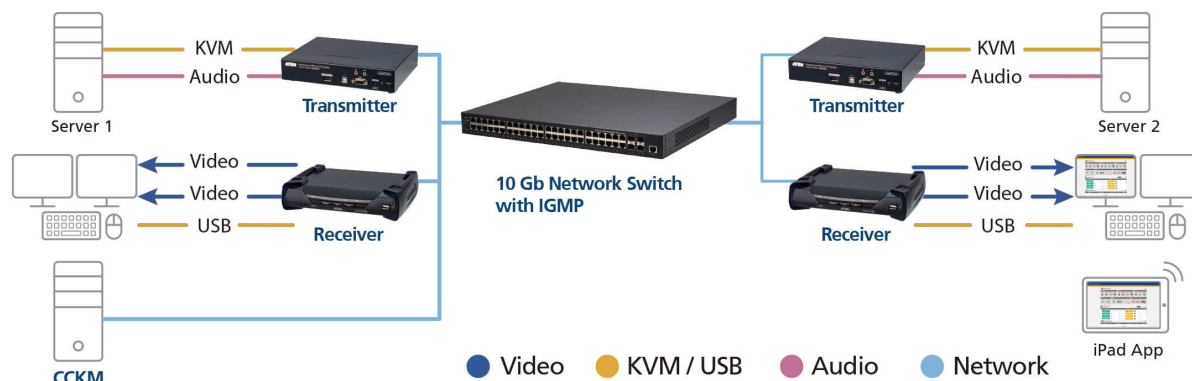 KVM
Audio
Transmitter
Server 1
Video
Video
USB
Receiver
CCKM
10 Gb Network Switch
with IGMP
KVM
Audio
Transmitter
Server 2
Video
Video
USB
Receiver
iPad App
Video
KVM / USB
Audio
Network